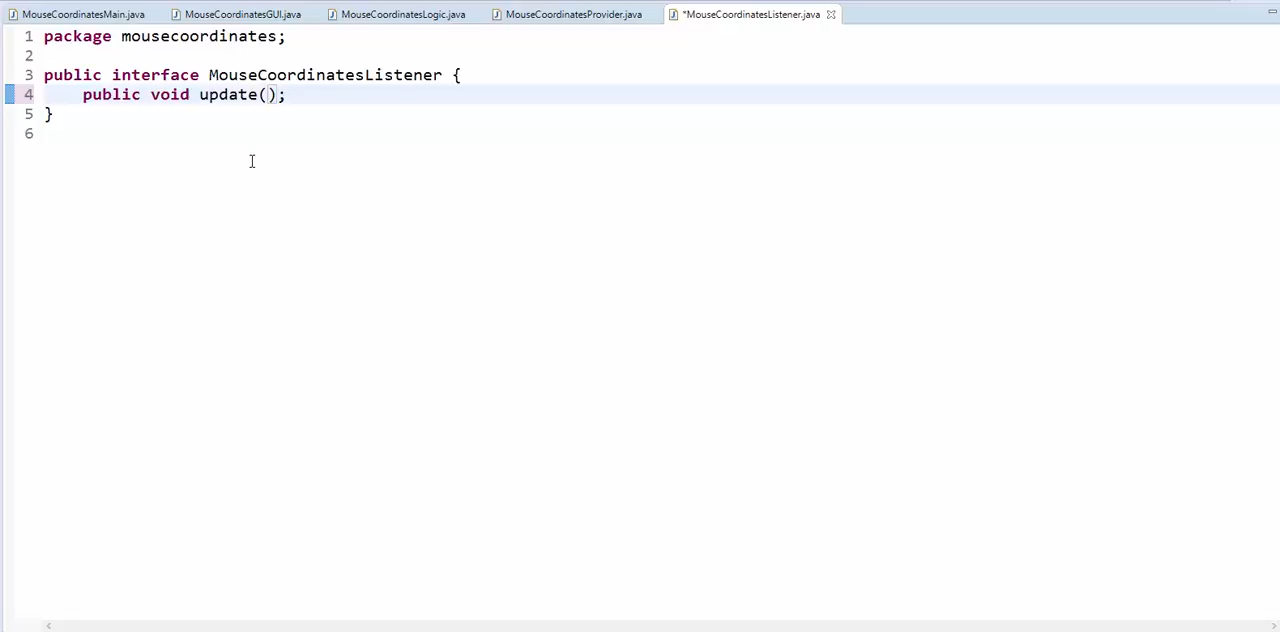 MouseCoordinatesMain.java MouseCoordinatesGUI.java MouseCoordinatesLogic.java MouseCoordinatesProvider.java *MouseCoordinatesListener.java
1 package mousecoordinates;
2
3 public interface MouseCoordinatesListener {
4     public void update();
5 }
6